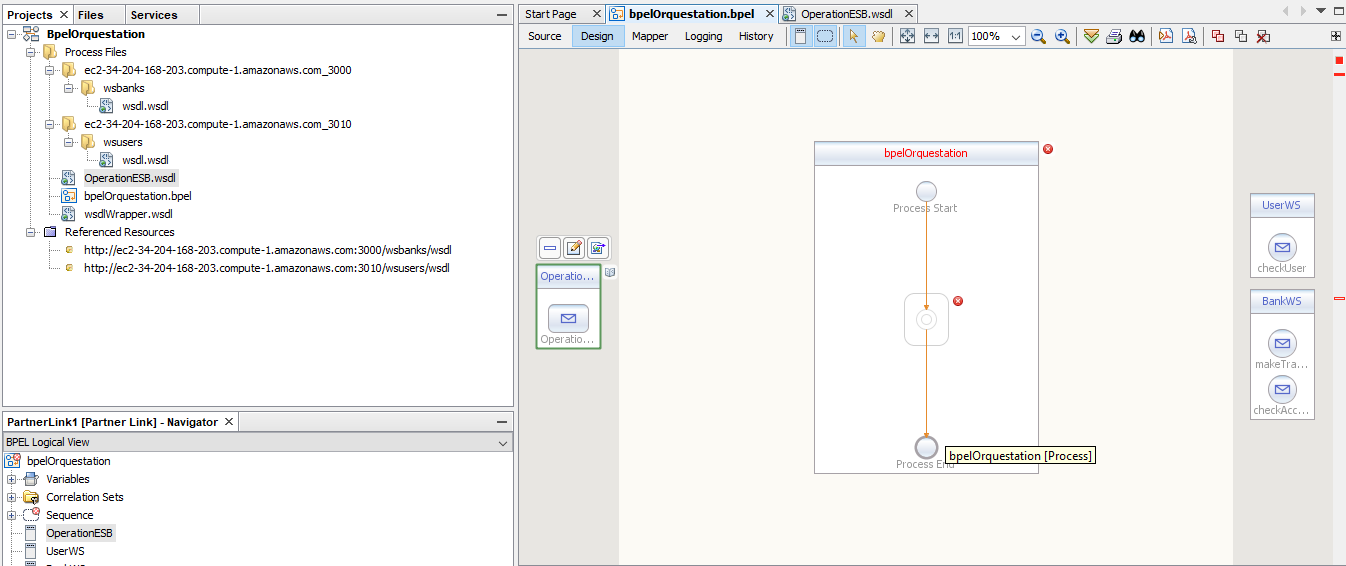 Projects
Files
Services
BpelOrquestation
Process Files
ec2-34-204-168-203.compute-1.amazonaws.com_3000
wsbanks
wsdl.wsdl
ec2-34-204-168-203.compute-1.amazonaws.com_3010
wsusers
wsdl.wsdl
OperationESB.wsdl
bpelOrquestation.bpel
wsdlWrapper.wsdl
Referenced Resources
http://ec2-34-204-168-203.compute-1.amazonaws.com:3000/wsbanks/wsdl
http://ec2-34-204-168-203.compute-1.amazonaws.com:3010/wsusers/wsdl
PartnerLink1 [Partner Link] - Navigator
BPEL Logical View
bpelOrquestation
Variables
Correlation Sets
Sequence
OperationESB
UserWS
Start Page
bpelOrquestation.bpel
OperationESB.wsdl
Source
Design
Mapper
Logging
History
1:1
100%
Operatio...
Operatio...
bpelOrquestation
Process Start
Process End
bpelOrquestation [Process]
UserWS
checkUser
BankWS
makeTra...
checkAcc...